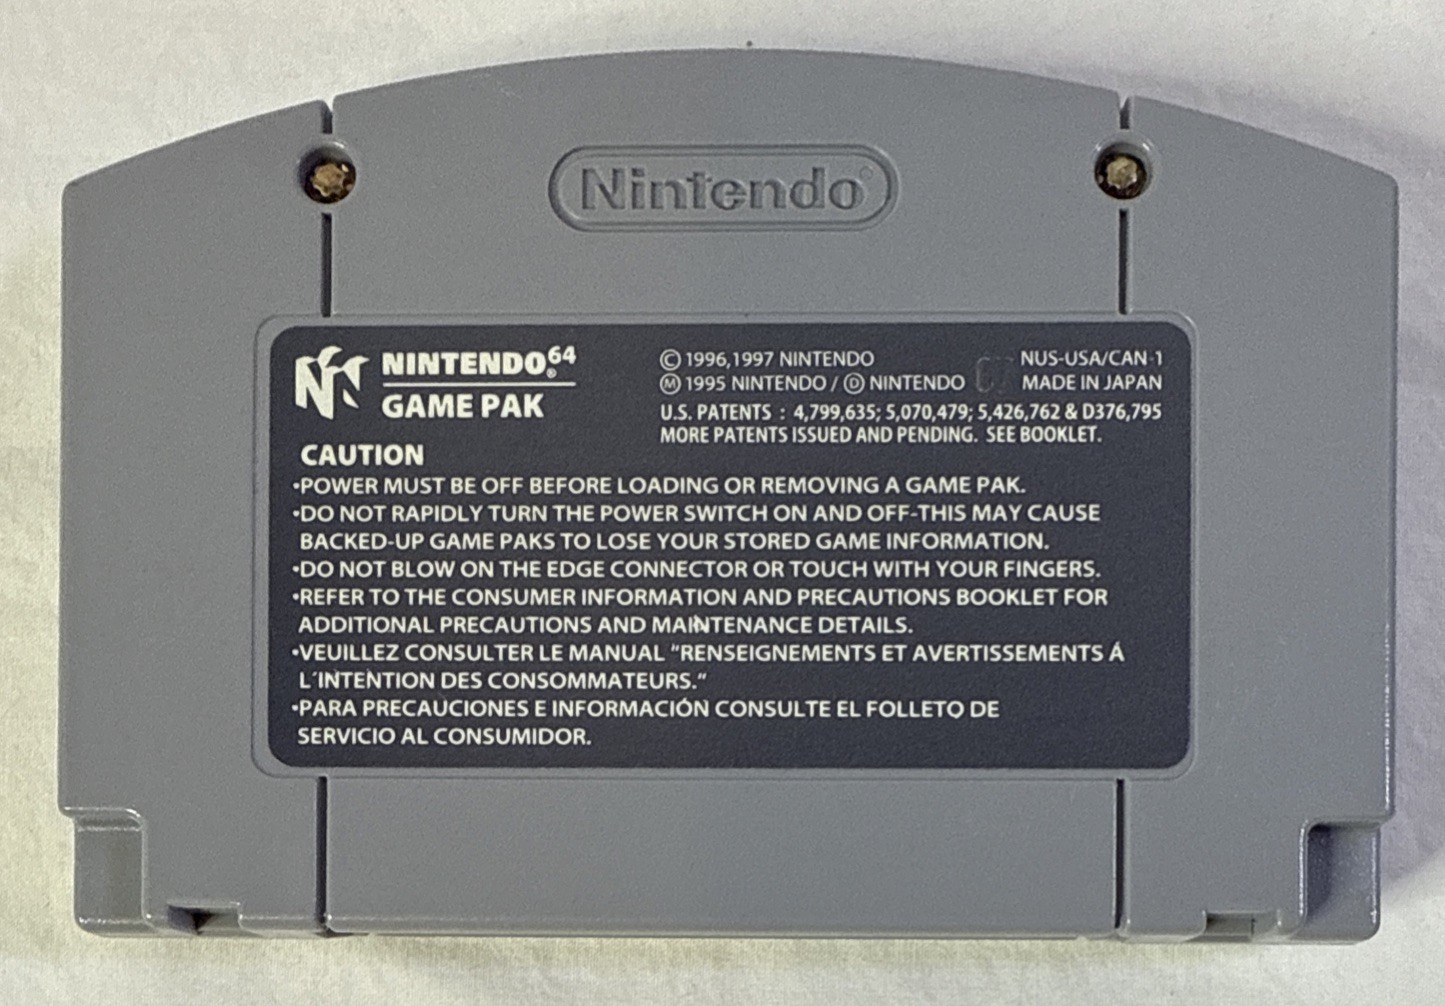 Nintendo®
NINTENDO⁶⁴®
GAME PAK
© 1996,1997 NINTENDO
Ⓜ 1995 NINTENDO / Ⓓ NINTENDO
NUS-USA/CAN-1
MADE IN JAPAN
U.S. PATENTS : 4,799,635; 5,070,479; 5,426,762 & D376,795
MORE PATENTS ISSUED AND PENDING. SEE BOOKLET.
CAUTION
•POWER MUST BE OFF BEFORE LOADING OR REMOVING A GAME PAK.
•DO NOT RAPIDLY TURN THE POWER SWITCH ON AND OFF-THIS MAY CAUSE
BACKED-UP GAME PAKS TO LOSE YOUR STORED GAME INFORMATION.
•DO NOT BLOW ON THE EDGE CONNECTOR OR TOUCH WITH YOUR FINGERS.
•REFER TO THE CONSUMER INFORMATION AND PRECAUTIONS BOOKLET FOR
ADDITIONAL PRECAUTIONS AND MAINTENANCE DETAILS.
•VEUILLEZ CONSULTER LE MANUAL "RENSEIGNEMENTS ET AVERTISSEMENTS Á
L´INTENTION DES CONSOMMATEURS."
•PARA PRECAUCIONES E INFORMACIÓN CONSULTE EL FOLLETO DE
SERVICIO AL CONSUMIDOR.